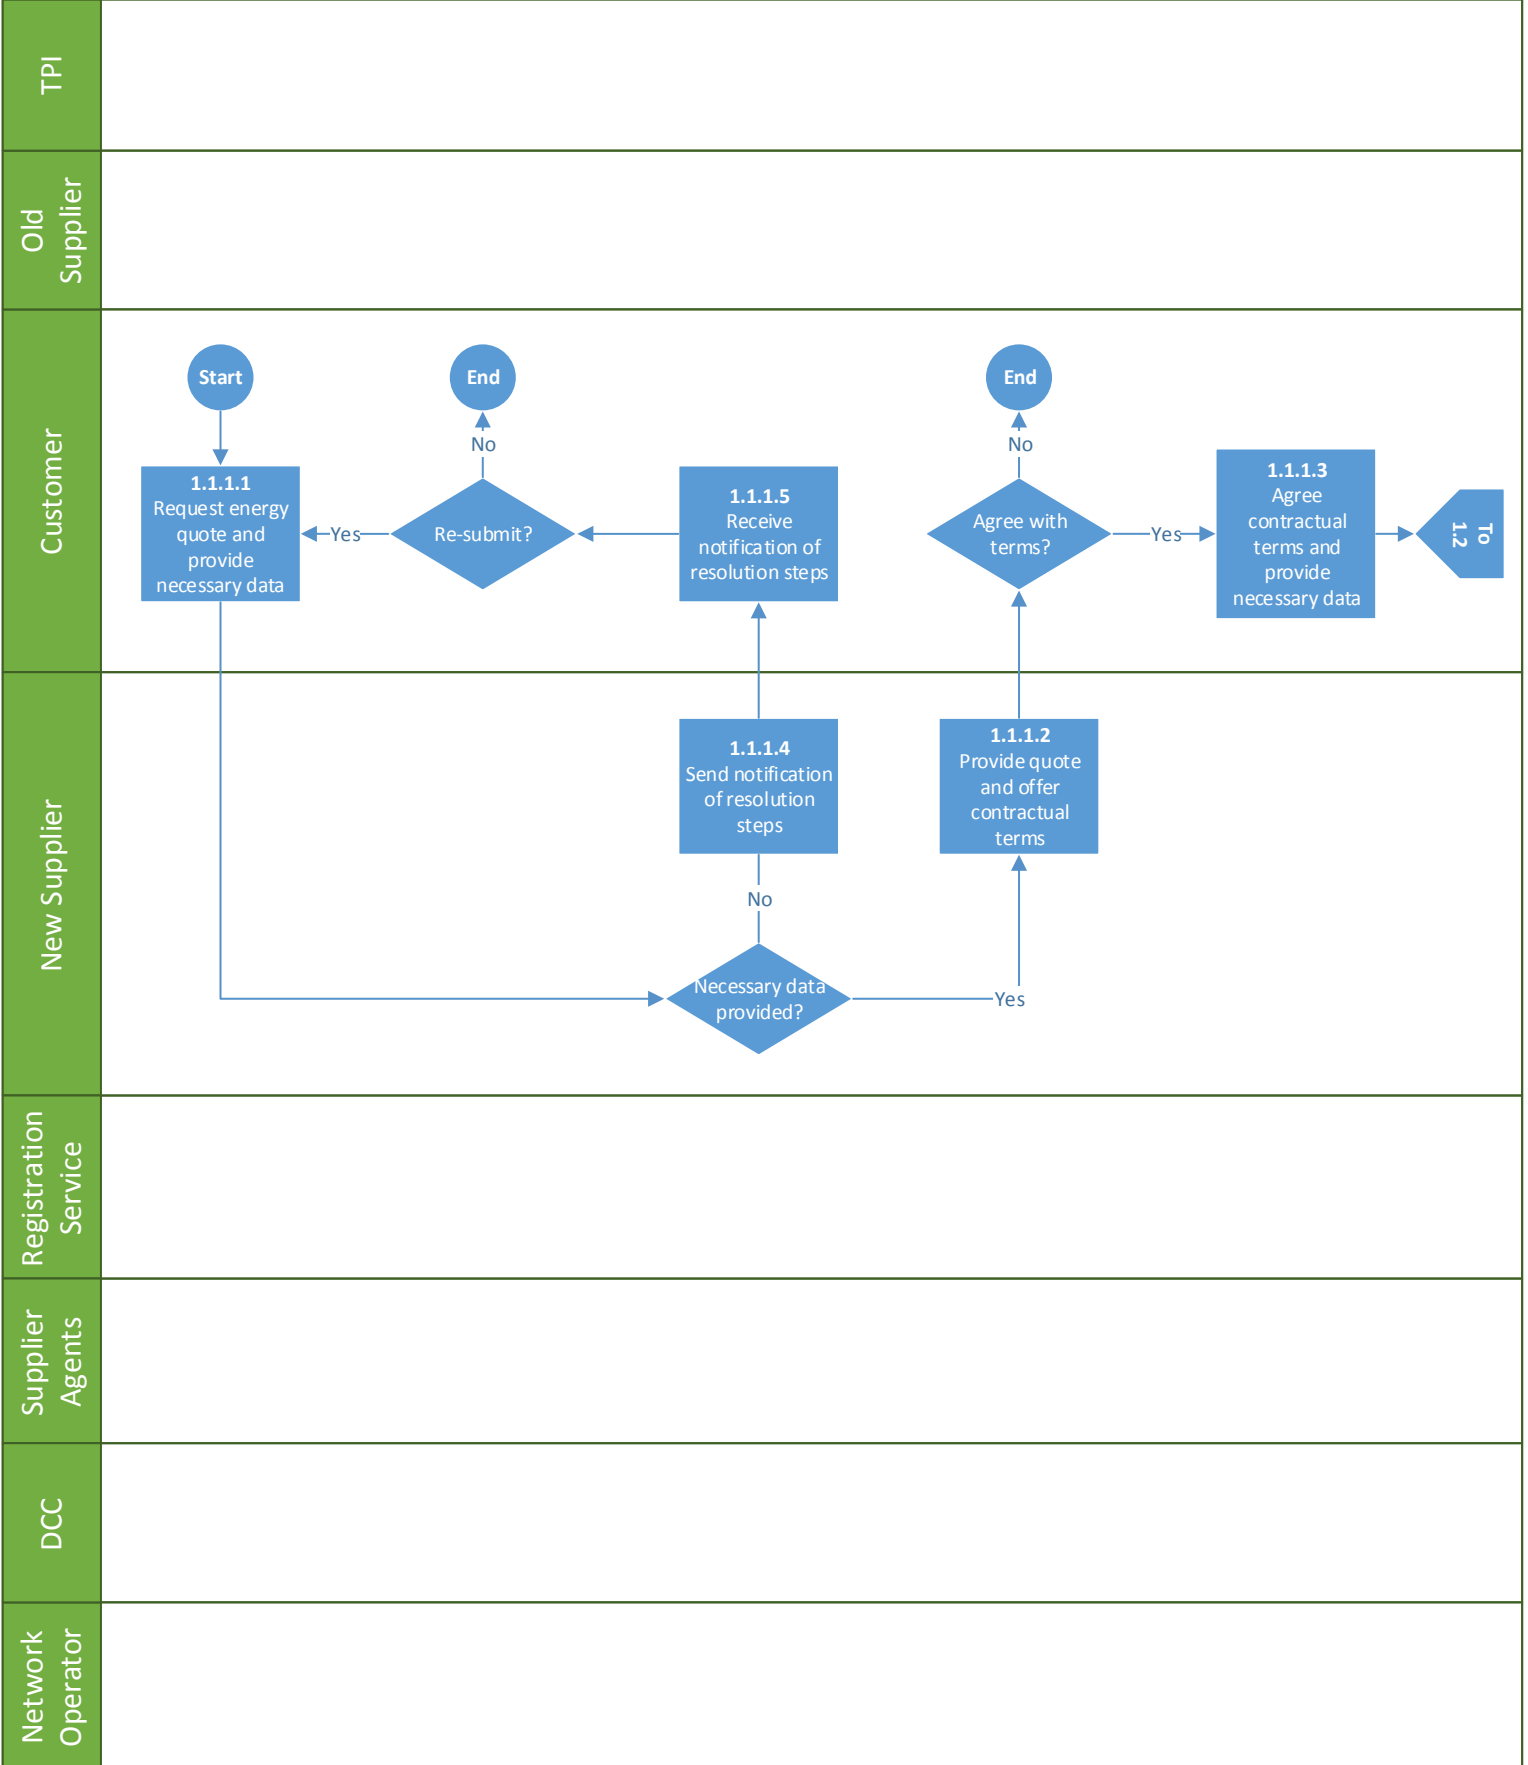 TPI
Old
Supplier
Customer
Start
End
End
No
No
1.1.1.1
Request energy
quote and
provide
necessary data
Yes
Re-submit?
1.1.1.5
Receive
notification of
resolution steps
Agree with
terms?
Yes
1.1.1.3
Agree
contractual
terms and
provide
necessary data
To
1.2
New Supplier
1.1.1.4
Send notification
of resolution
steps
1.1.1.2
Provide quote
and offer
contractual
terms
No
Necessary data
provided?
Yes
Registration
Service
Supplier
Agents
DCC
Network
Operator